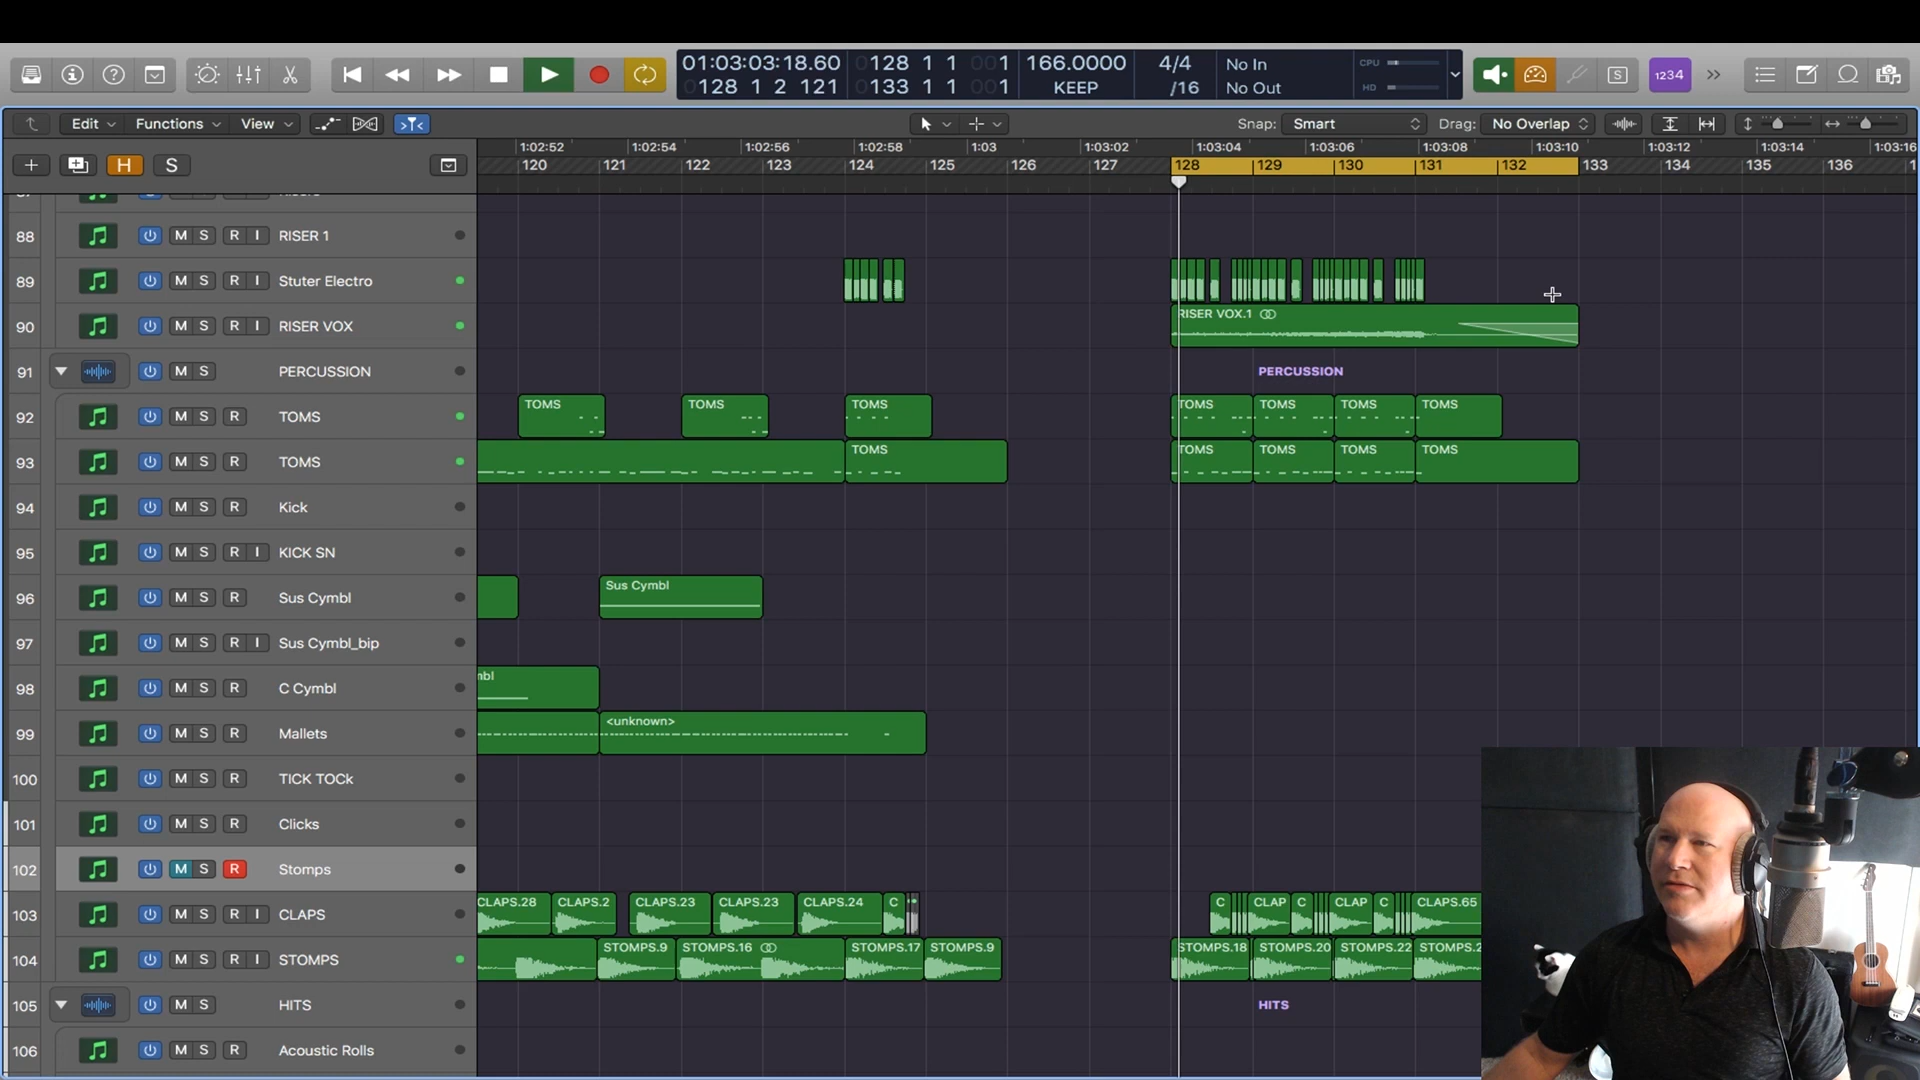 01:03:03:18.60 0128 1 1 001 166.0000 4/4 No In CPU
0128 1 2 121 0133 1 1 001 KEEP /16 No Out HD
S 1234
Edit Functions View Snap: Smart Drag: No Overlap
H S
1:02:52 1:02:54 1:02:56 1:02:58 1:03 1:03:02 1:03:04 1:03:06 1:03:08 1:03:10 1:03:12 1:03:14 1:03:16
120 121 122 123 124 125 126 127 128 129 130 131 132 133 134 135 136
88 M S R I RISER 1
89 M S R I Stuter Electro
90 M S R I RISER VOX RISER VOX.1
91 M S PERCUSSION PERCUSSION
92 M S R TOMS TOMS TOMS TOMS TOMS TOMS TOMS TOMS
93 M S R TOMS TOMS TOMS TOMS TOMS TOMS
94 M S R Kick
95 M S R I KICK SN
96 M S R Sus Cymbl Sus Cymbl
97 M S R I Sus Cymbl_bip
98 M S R C Cymbl mbl
99 M S R Mallets <unknown>
100 M S R TICK TOCk
101 M S R Clicks
102 M S R Stomps
103 M S R I CLAPS CLAPS.28 CLAPS.2 CLAPS.23 CLAPS.23 CLAPS.24 C C CLAP C CLAP C CLAPS.65
104 M S R I STOMPS STOMPS.9 STOMPS.16 STOMPS.17 STOMPS.9 STOMPS.18 STOMPS.20 STOMPS.22 STOMPS.2
105 M S HITS HITS
106 M S R Acoustic Rolls